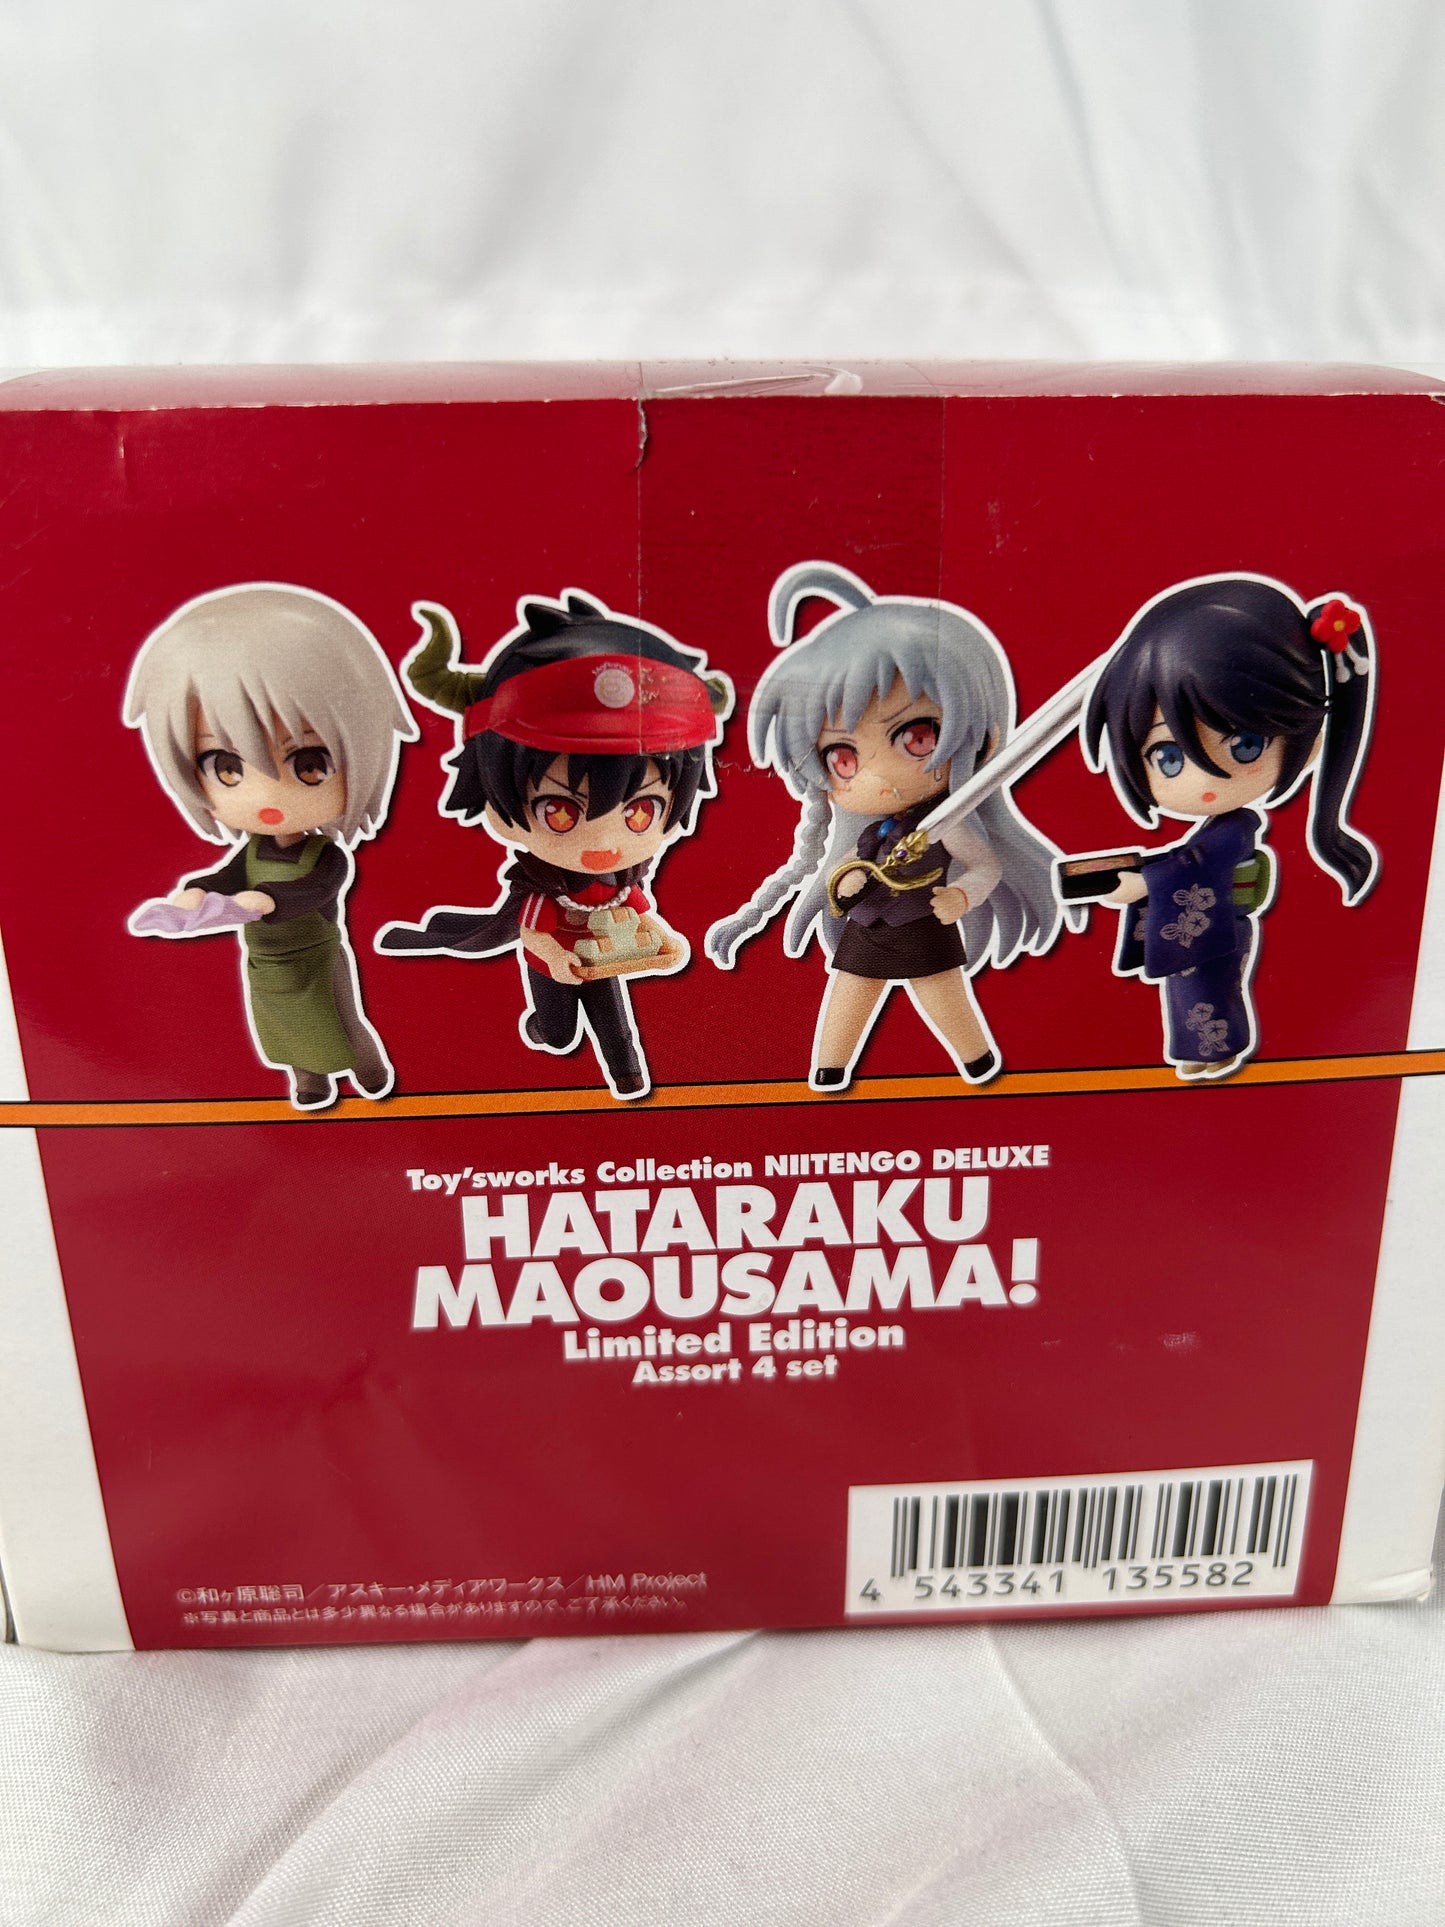 Toy'sworks Collection NIITENGO DELUXE
HATARAKU
MAOUSAMA!
Limited Edition
Assort 4 set
4 543341 135582
©和ヶ原聡司／アスキー・メディアワークス／HM Project
※写真と商品とは多少異なる場合がありますので、ご了承ください。